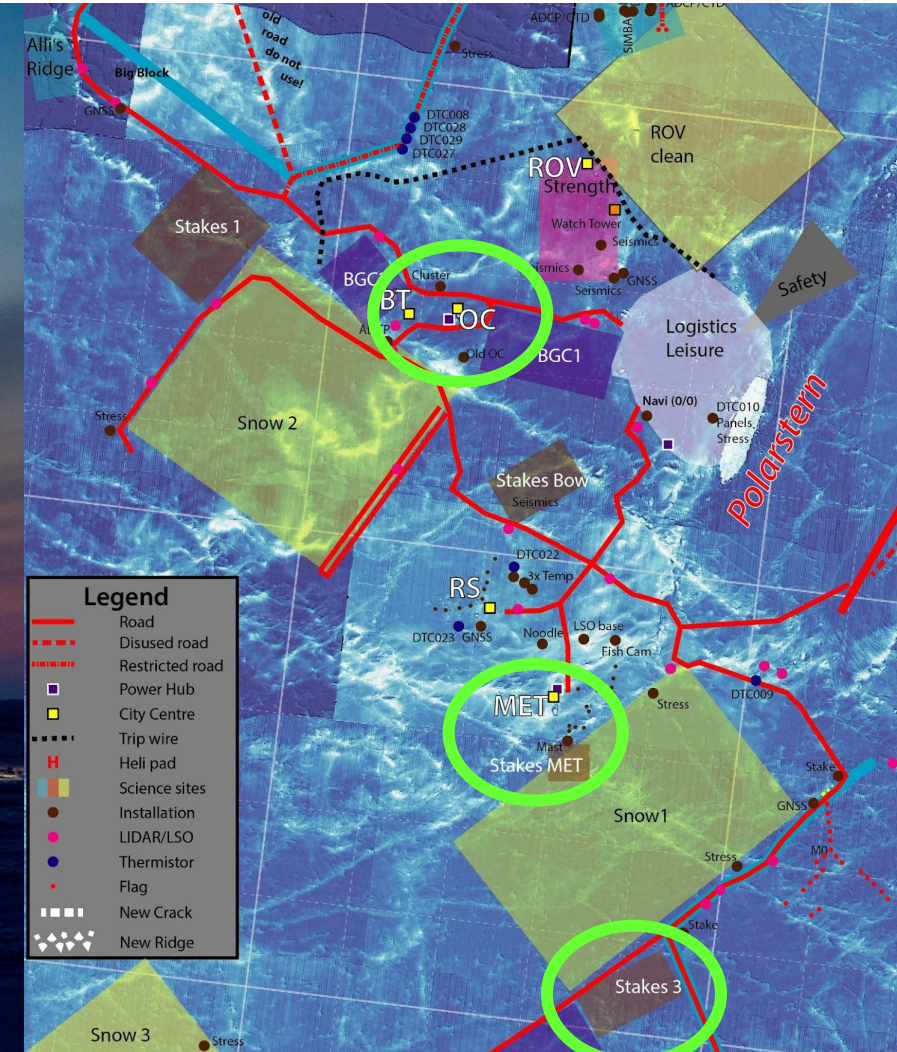 ADCP/CTD
ADCP/CTD
SIMBA
old
road
do not
use!
Alli's
Ridge
Big Block
Stress
GNSS
DTC008
DTC028
DTC029
DTC027
ROV
clean
ROV
Strength
Watch Tower
Stakes 1
Seismics
Seismics
GNSS
Safety
Cluster
BT
OC
Logistics
Leisure
Old OC
BGC1
Navi (0/0)
DTC010
Panels
Stress
Stress
Snow 2
Polarstern
Stakes Bow
Seismics
DTC022
3x Temp
RS
DTC023
GNSS
Noodle
LSO base
Fish Cam
DTC009
MET
Stress
Mast
Stakes MET
Stake
GNSS
Snow1
M0
Stress
Stake
Stakes 3
Snow 3
Stress
Legend
Road
Disused road
Restricted road
Power Hub
City Centre
Trip wire
H
Heli pad
Science sites
Installation
LIDAR/LSO
Thermistor
Flag
New Crack
New Ridge